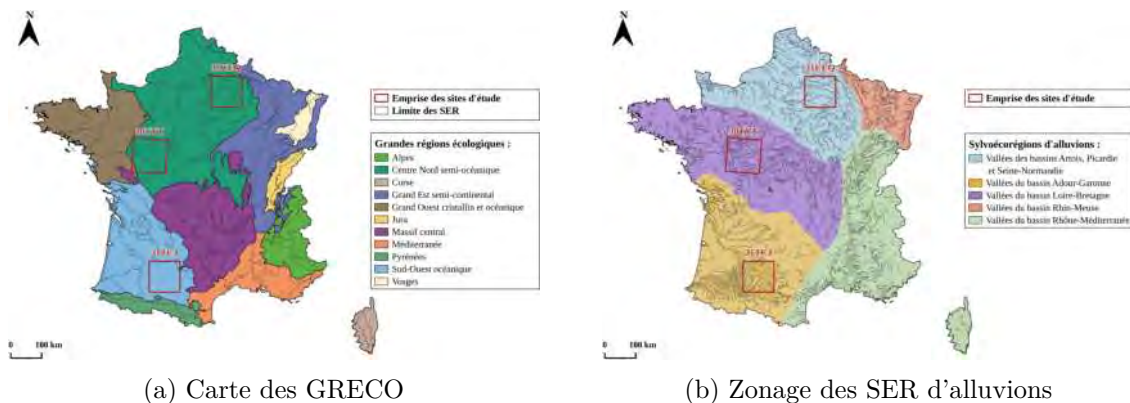 N
Emprise des sites d'étude
Limite des SER
Grandes régions écologiques :
Alpes
Centre Nord semi-océanique
Corse
Grand Est semi-continental
Grand Ouest cristallin et océanique
Jura
Massif central
Méditerranée
Pyrénées
Sud-Ouest océanique
Vosges
0 100 km
(a) Carte des GRECO
N
Emprise des sites d'étude
Sylvoécorégions d'alluvions :
Vallées des bassins Artois, Picardie
et Seine-Normandie
Vallées du bassin Adour-Garonne
Vallées du bassin Loire-Bretagne
Vallées du bassin Rhin-Meuse
Vallées du bassin Rhône-Méditerranée
0 100 km
(b) Zonage des SER d'alluvions